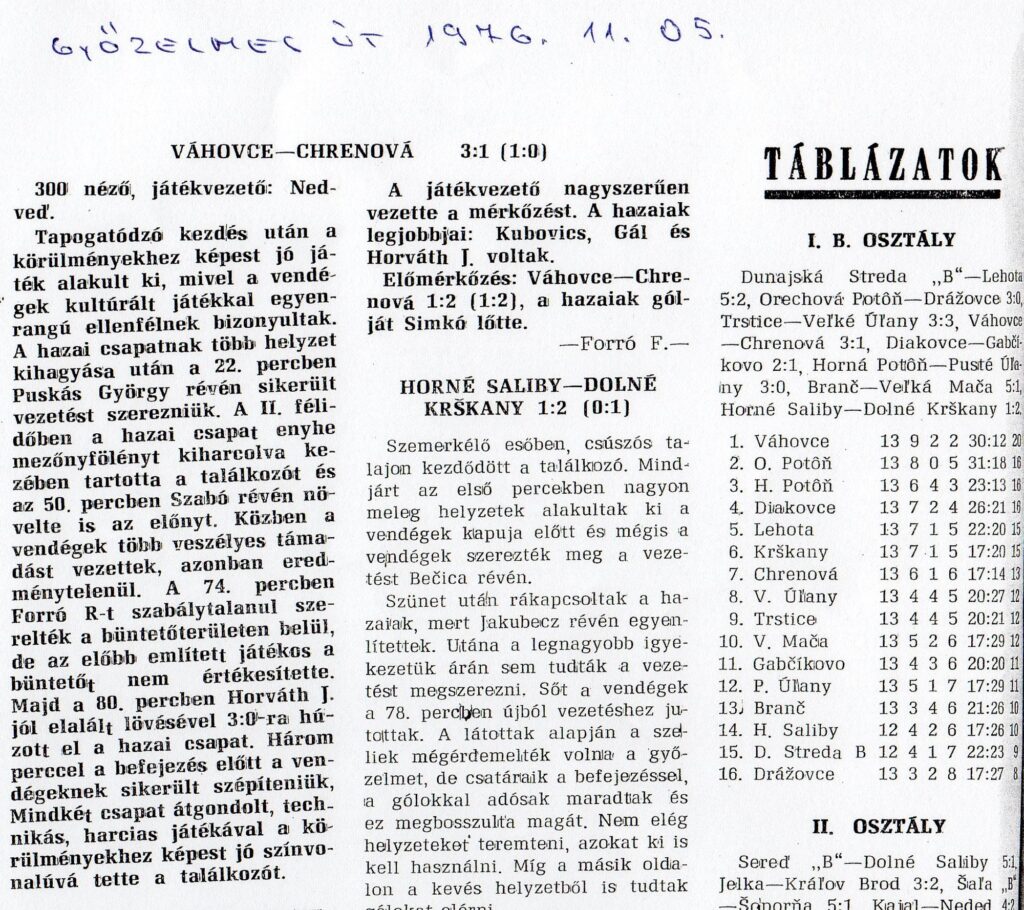 GYŐZELMEC ÚT 1976. 11. 05.
VÁHOVCE—CHRENOVÁ 3:1 (1:0)
300 néző, játékvezető: Ned-
veď.
Tapogatódzó kezdés után a
körülményekhez képest jó já-
ték alakult ki, mivel a vendé-
gek kultúrált játékkal egyen-
rangú ellenfélnek bizonyultak.
A hazai csapatnak több helyzet
kihagyása után a 22. percben
Puskás György révén sikerült
vezetést szerezniük. A II. féli-
dőben a hazai csapat enyhe
mezőnyfölényt kiharcolva ke-
zében tartotta a találkozót és
az 50. percben Szabó révén nö-
velte is az előnyt. Közben a
vendégek több veszélyes táma-
dást vezettek, azonban ered-
ménytelenül. A 74. percben
Forró R-t szabálytalanul sze-
relték a büntetőterületen belül,
de az előbb említett játékos a
büntetőt nem értékesítette.
Majd a 80. percben Horváth J.
jól elalált lövésével 3:0-ra hú-
zott el a hazai csapat. Három
perccel a befejezés előtt a ven-
dégeknek sikerült szépíteniük,
Mindkét csapat átgondolt, tech-
nikás, harcias játékával a kö-
rülményekhez képest jó színvo-
nalúvá tette a találkozót.
A játékvezető nagyszerűen
vezette a mérkőzést. A hazaiak
legjobbjai: Kubovics, Gál és
Horváth J. voltak.
Előmérkőzés: Váhovce—Chre-
nová 1:2 (1:2), a hazaiak gól-
ját Simkó lőtte.
—Forró F.—
HORNÉ SALIBY—DOLNÉ
KRŠKANY 1:2 (0:1)
Szemerkélő esőben, csúszós ta-
lajon kezdődött a találkozó. Mind-
járt az első percekben nagyon
meleg helyzetek alakultak ki a
vendégek kapuja előtt és mégis a
vendégek szerezték meg a veze-
tést Bečica révén.
Szünet után rákapcsoltak a ha-
zaiak, mert Jakubecz révén egyen-
lítettek. Utána a legnagyobb igye-
kezetük árán sem tudták a veze-
tést megszerezni. Sőt a vendégek
a 78. percben újból vezetéshez ju-
tottak. A látottak alapján a szel-
liek mégérdemelték volna a győ-
zelmet, de csatáraik a befejezéssel,
a gólokkal adósak maradtak és
ez megbosszulta magát. Nem elég
helyzeteket teremteni, azokat ki is
kell használni. Míg a másik olda-
lon a kevés helyzetből is tudtak
gólokat elérni.
TÁBLÁZATOK
I. B. OSZTÁLY
Dunajská Streda „B"—Lehota
5:2, Orechová Potôň—Drážovce 3:0,
Trstice—Veľké Úľany 3:3, Váhovce
—Chrenová 3:1, Diakovce—Gabčí-
kovo 2:1, Horná Potôň—Pusté Úľa-
ny 3:0, Branč—Veľká Mača 5:1,
Horné Saliby—Dolné Krškany 1:2.
1. Váhovce 13 9 2 2 30:12 20
2. O. Potôň 13 8 0 5 31:18 16
3. H. Potôň 13 6 4 3 23:13 16
4. Diakovce 13 7 2 4 26:21 16
5. Lehota 13 7 1 5 22:20 15
6. Krškany 13 7 1 5 17:20 15
7. Chrenová 13 6 1 6 17:14 13
8. V. Úľany 13 4 4 5 20:27 12
9. Trstice 13 4 4 5 20:21 12
10. V. Mača 13 5 2 6 17:29 12
11. Gabčíkovo 13 4 3 6 20:20 11
12. P. Úľany 13 5 1 7 17:29 11
13. Branč 13 3 4 6 21:26 10
14. H. Saliby 12 4 2 6 17:26 10
15. D. Streda B 12 4 1 7 22:23 9
16. Drážovce 13 3 2 8 17:27 8
II. OSZTÁLY
Sereď „B"—Dolné Saliby 5:1,
Jelka—Kráľov Brod 3:2, Šaľa „B"
—Šoporňa 5:1, Kajal—Neded 4:2